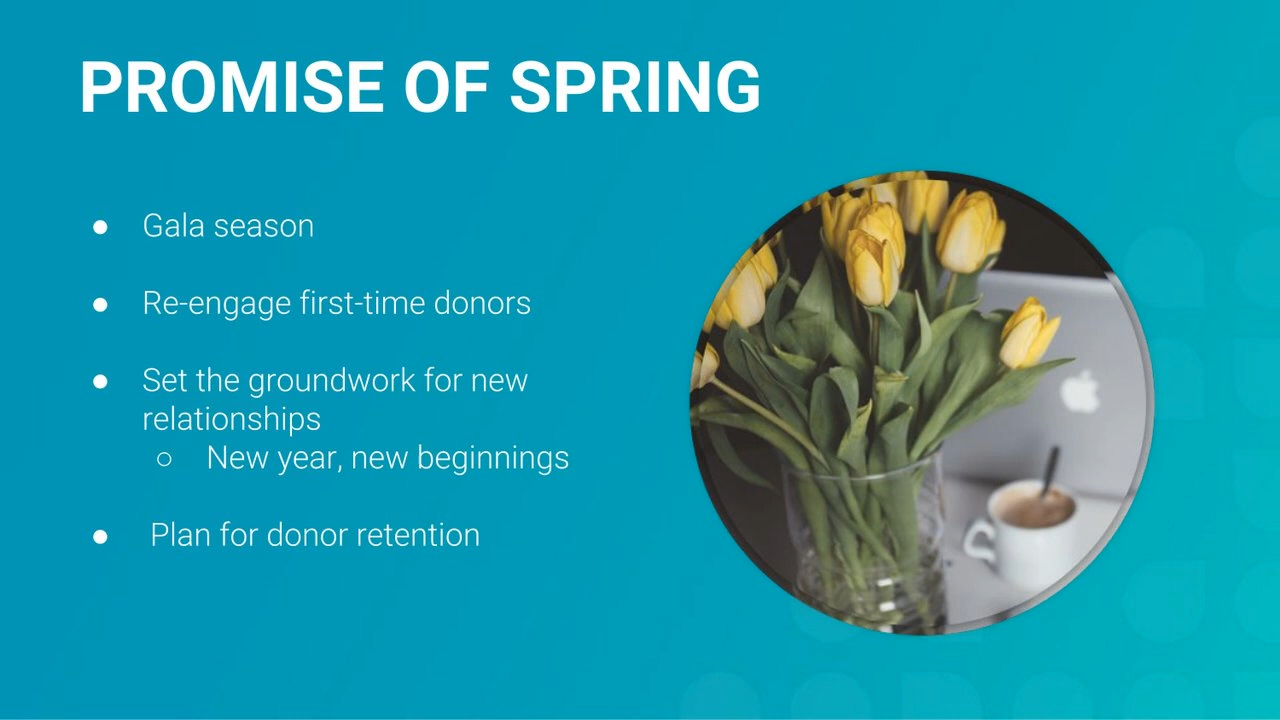 PROMISE OF SPRING
● Gala season
● Re-engage first-time donors
● Set the groundwork for new
relationships
○ New year, new beginnings
● Plan for donor retention